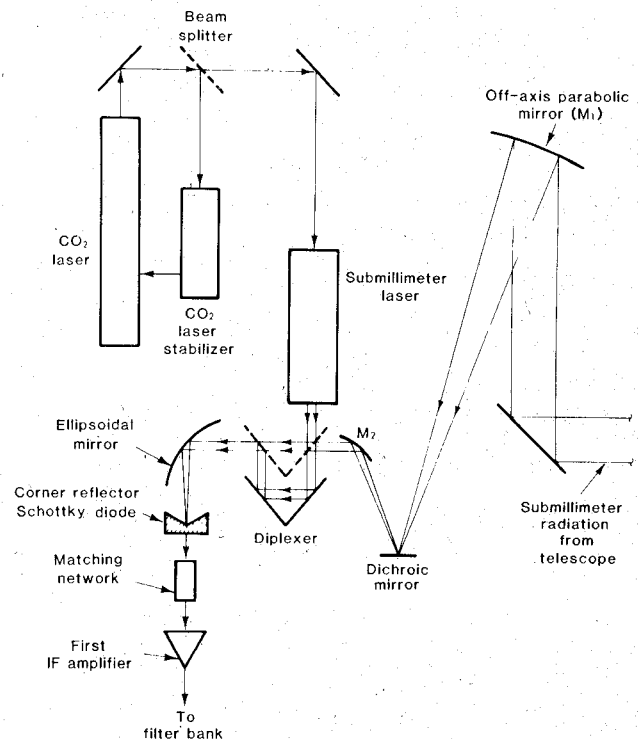 Beam
splitter
Off-axis parabolic
mirror (M₁)
CO₂
laser
CO₂
laser
stabilizer
Submillimeter
laser
Ellipsoidal
mirror
M₂
Corner reflector
Schottky diode
Diplexer
Dichroic
mirror
Submillimeter
radiation
from
telescope
Matching
network
First
IF amplifier
To
filter bank